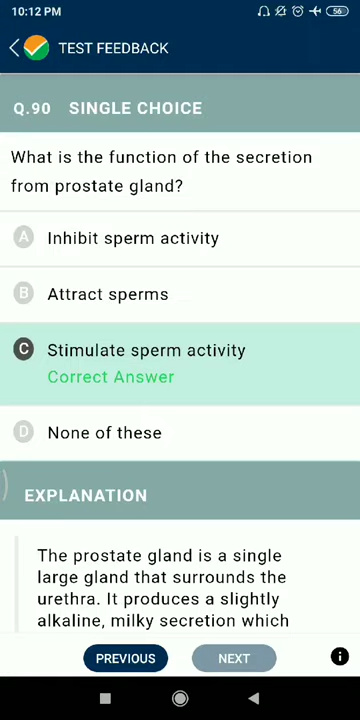 10:12 PM
56
TEST FEEDBACK
Q.90 SINGLE CHOICE
What is the function of the secretion
from prostate gland?
A Inhibit sperm activity
B Attract sperms
C Stimulate sperm activity
Correct Answer
D None of these
EXPLANATION
The prostate gland is a single
large gland that surrounds the
urethra. It produces a slightly
alkaline, milky secretion which
PREVIOUS NEXT